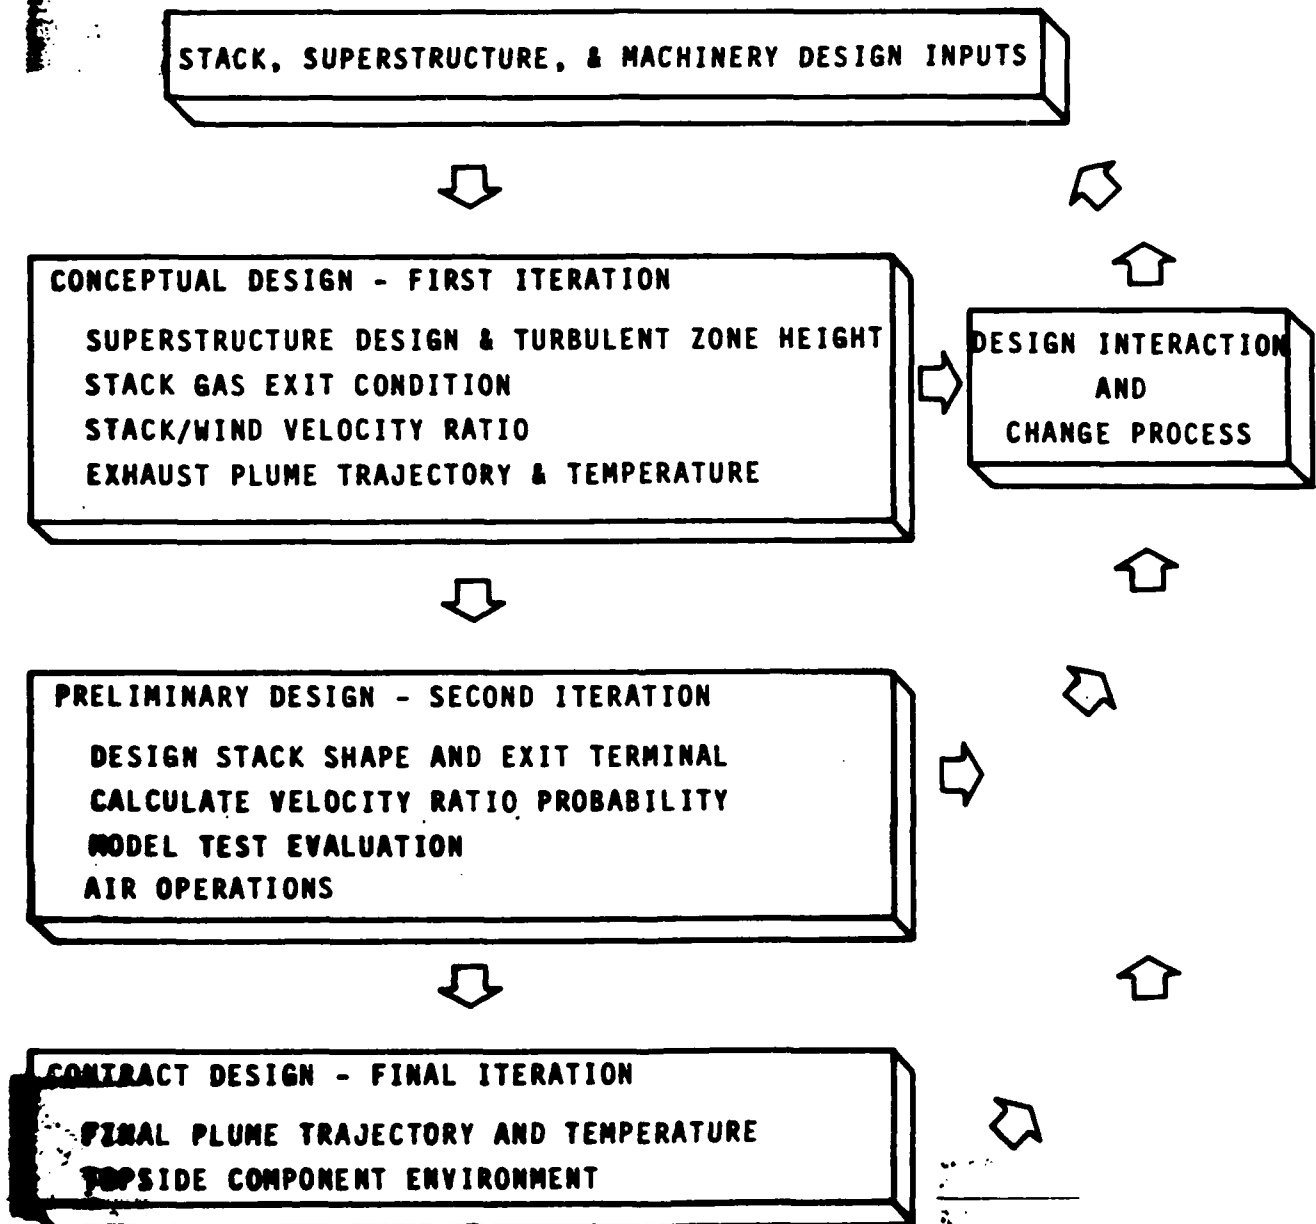 STACK, SUPERSTRUCTURE, & MACHINERY DESIGN INPUTS
CONCEPTUAL DESIGN - FIRST ITERATION
SUPERSTRUCTURE DESIGN & TURBULENT ZONE HEIGHT
STACK GAS EXIT CONDITION
STACK/WIND VELOCITY RATIO
EXHAUST PLUME TRAJECTORY & TEMPERATURE
DESIGN INTERACTION
AND
CHANGE PROCESS
PRELIMINARY DESIGN - SECOND ITERATION
DESIGN STACK SHAPE AND EXIT TERMINAL
CALCULATE VELOCITY RATIO PROBABILITY
MODEL TEST EVALUATION
AIR OPERATIONS
CONTRACT DESIGN - FINAL ITERATION
FINAL PLUME TRAJECTORY AND TEMPERATURE
TOPSIDE COMPONENT ENVIRONMENT